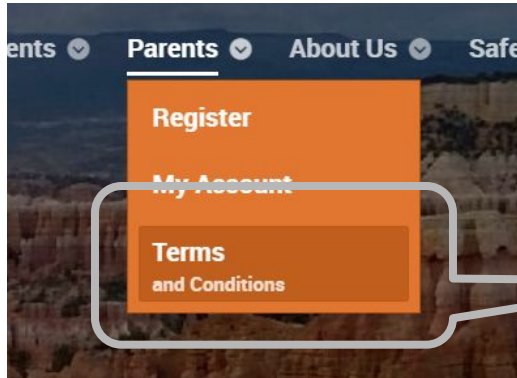 ents Parents About Us Safe
Register
My Account
Terms
and Conditions